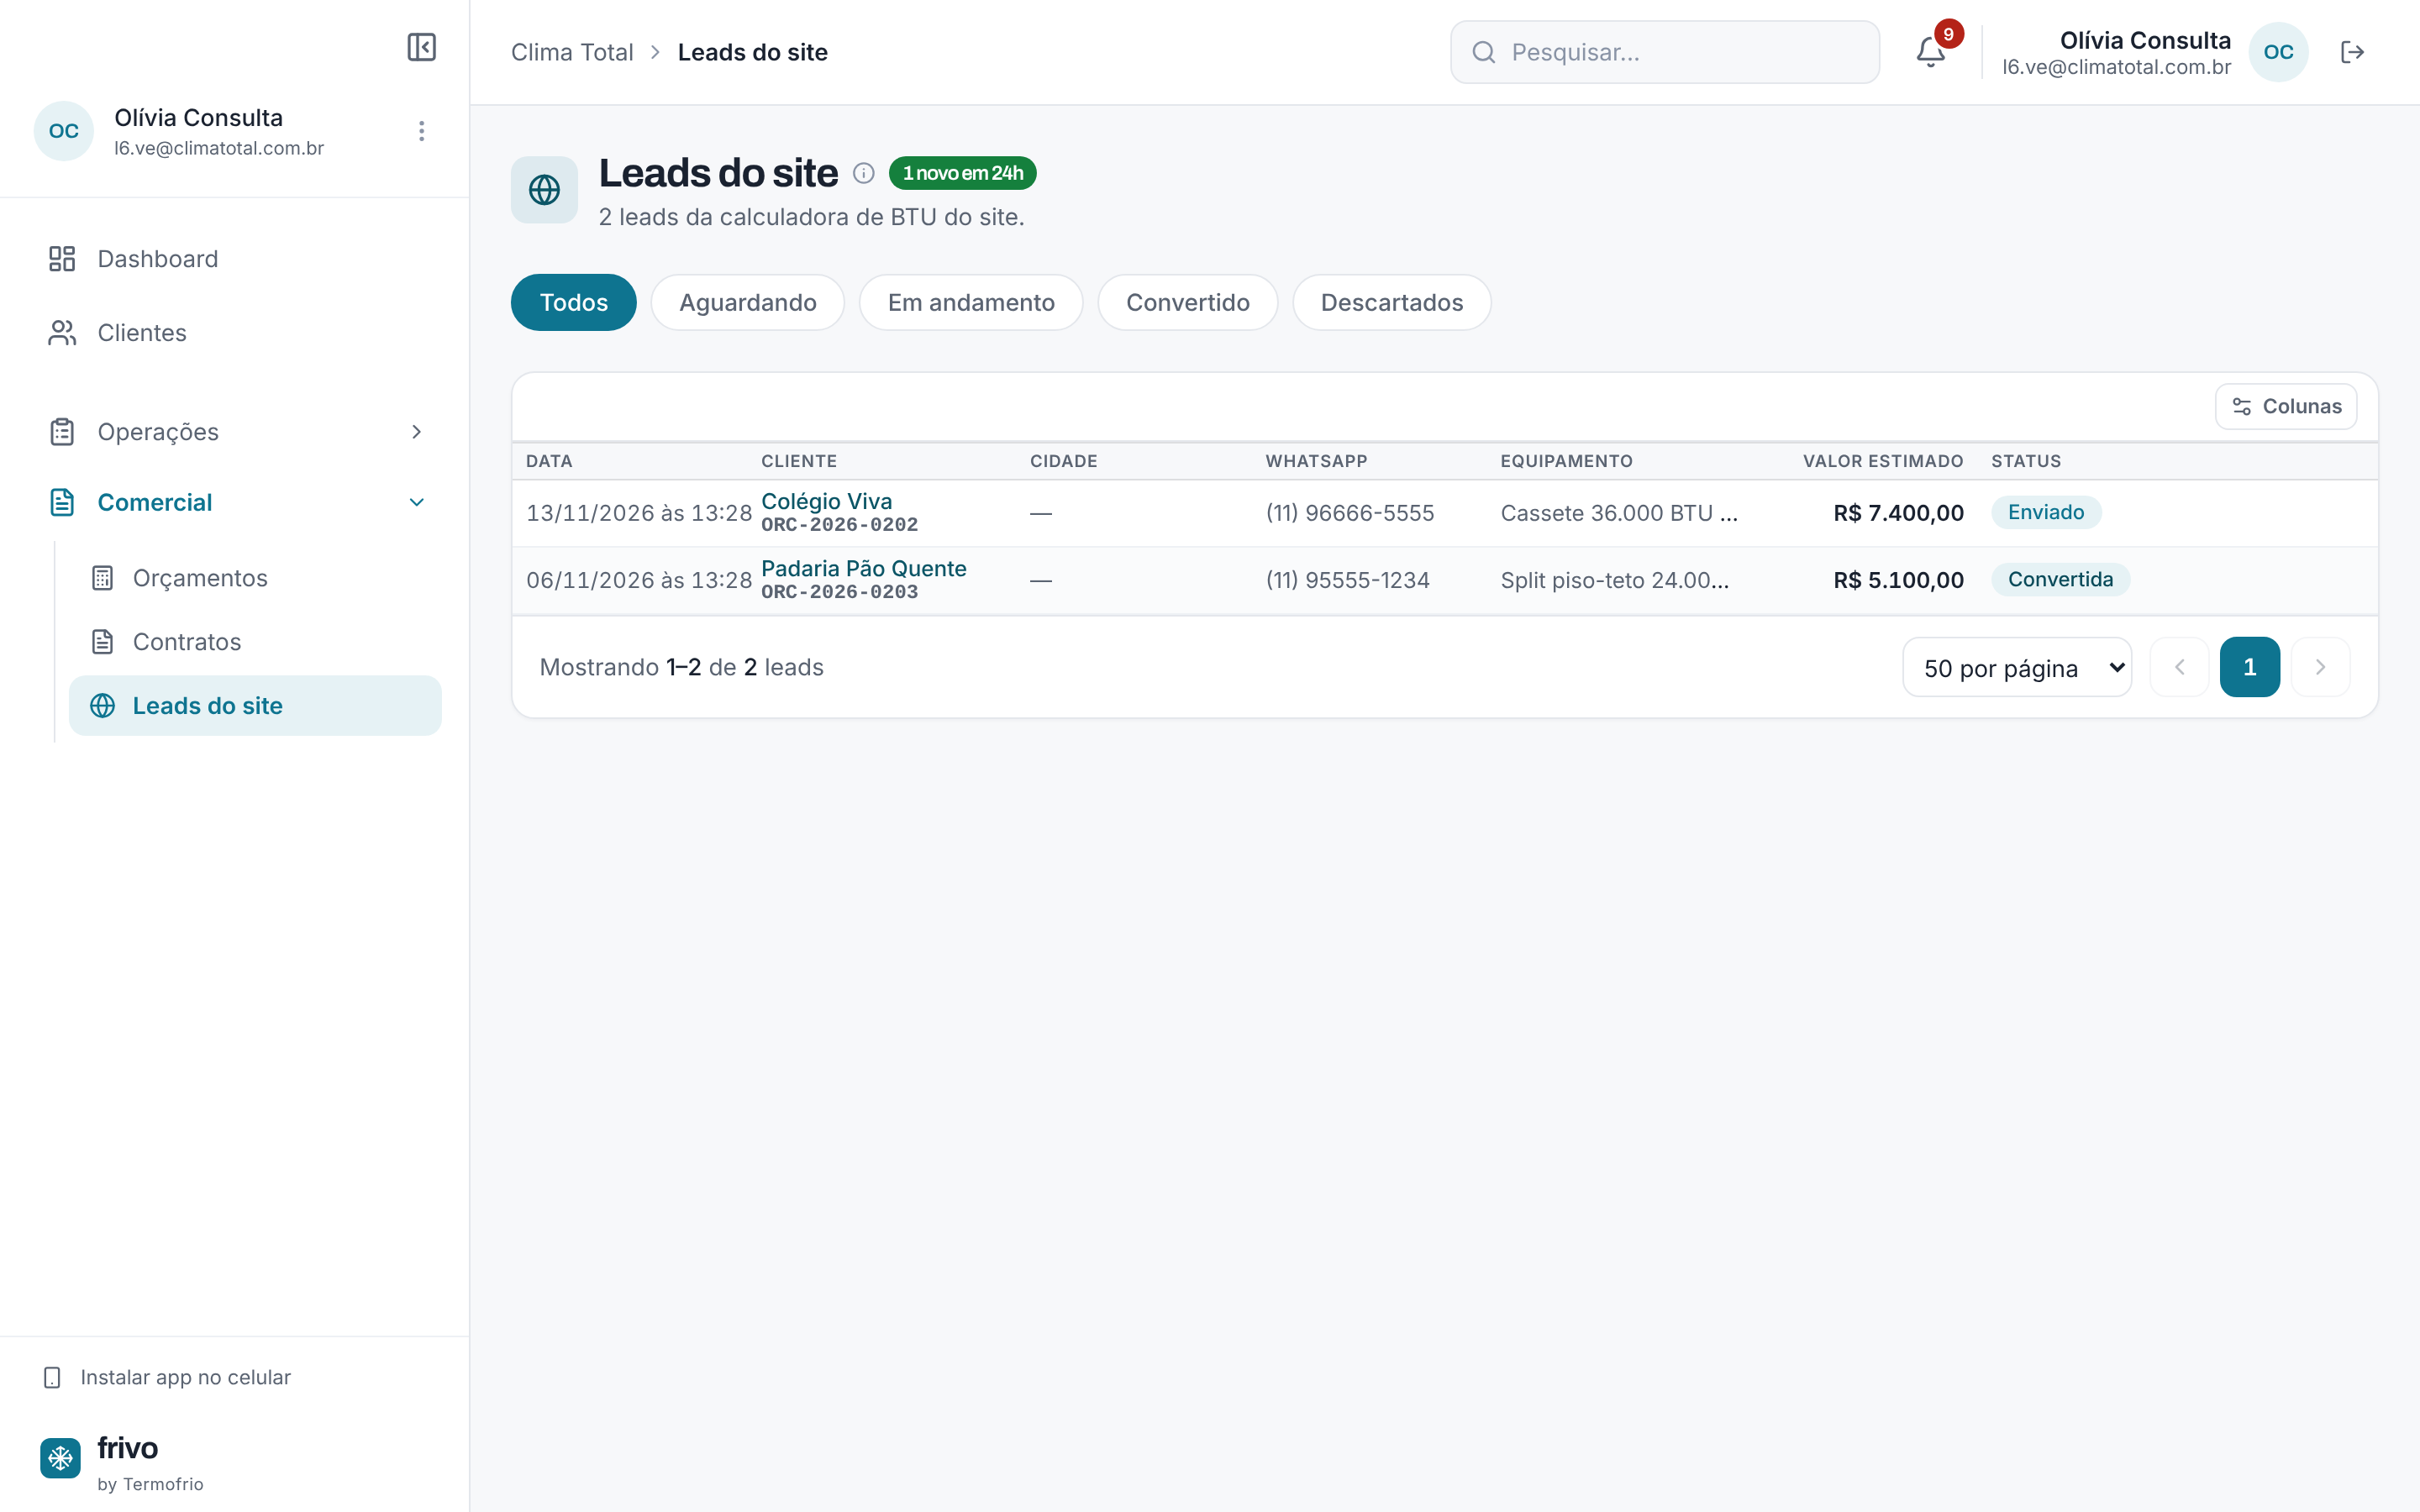 OC
Olívia Consulta
l6.ve@climatotal.com.br
Dashboard
Clientes
Operações
Comercial
Orçamentos
Contratos
Leads do site
Instalar app no celular
frivo
by Termofrio
Clima Total
Leads do site
Pesquisar...
9
Olívia Consulta
l6.ve@climatotal.com.br
OC
Leads do site
1 novo em 24h
2 leads da calculadora de BTU do site.
Todos
Aguardando
Em andamento
Convertido
Descartados
Colunas
DATA CLIENTE CIDADE WHATSAPP EQUIPAMENTO VALOR ESTIMADO STATUS
13/11/2026 às 13:28 Colégio Viva — (11) 96666-5555 Cassete 36.000 BTU ... R$ 7.400,00 Enviado
ORC-2026-0202
06/11/2026 às 13:28 Padaria Pão Quente — (11) 95555-1234 Split piso-teto 24.00... R$ 5.100,00 Convertida
ORC-2026-0203
Mostrando 1–2 de 2 leads
50 por página
1